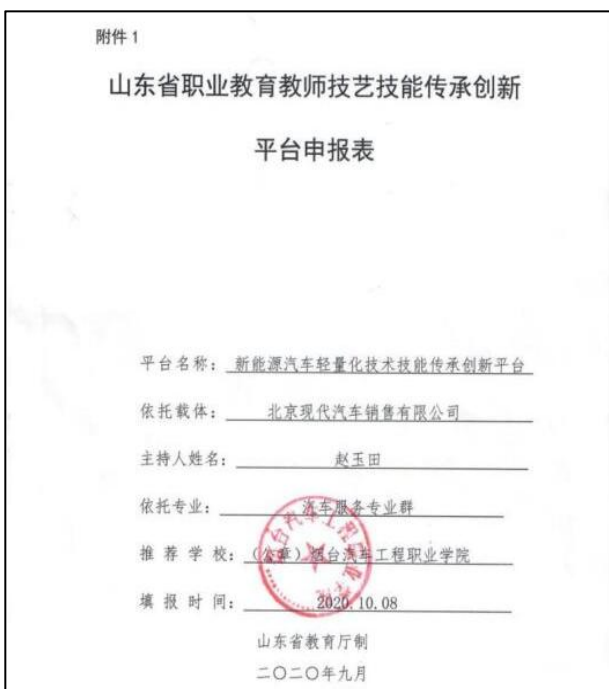 附件 1
山东省职业教育教师技艺技能传承创新
平台申报表
平台名称：新能源汽车轻量化技术技能传承创新平台
依托载体：北京现代汽车销售有限公司
主持人姓名：赵玉田
依托专业：汽车服务专业群
推荐学校：（公章）烟台汽车工程职业学院
填报时间：2020.10.08
山东省教育厅制
二〇二〇年九月